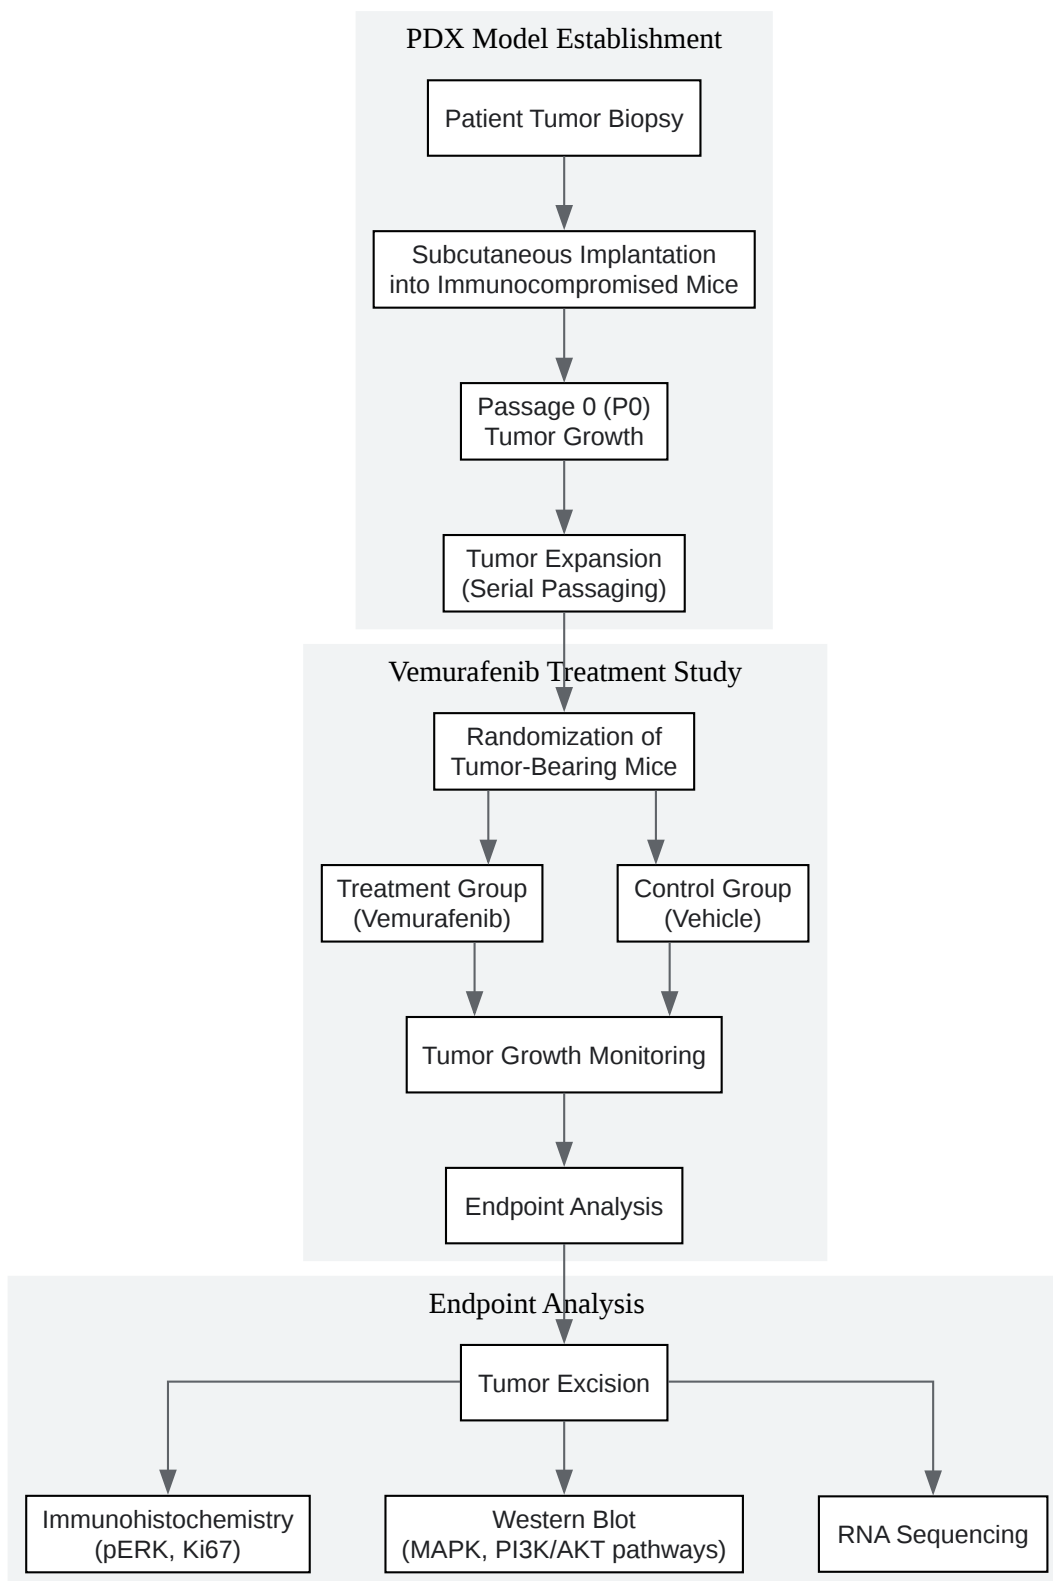 PDX Model Establishment
Patient Tumor Biopsy
Subcutaneous Implantation
into Immunocompromised Mice
Passage 0 (P0)
Tumor Growth
Tumor Expansion
(Serial Passaging)
Vemurafenib Treatment Study
Randomization of
Tumor-Bearing Mice
Treatment Group
(Vemurafenib)
Control Group
(Vehicle)
Tumor Growth Monitoring
Endpoint Analysis
Endpoint Analysis
Tumor Excision
Immunohistochemistry
(pERK, Ki67)
Western Blot
(MAPK, PI3K/AKT pathways)
RNA Sequencing